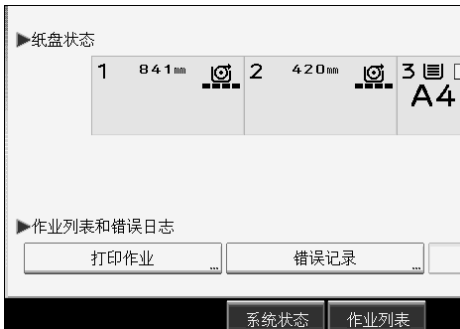 ▶纸盘状态
1 841mm 2 420mm 3
A4
▶作业列表和错误日志
打印作业 错误记录
系统状态 作业列表